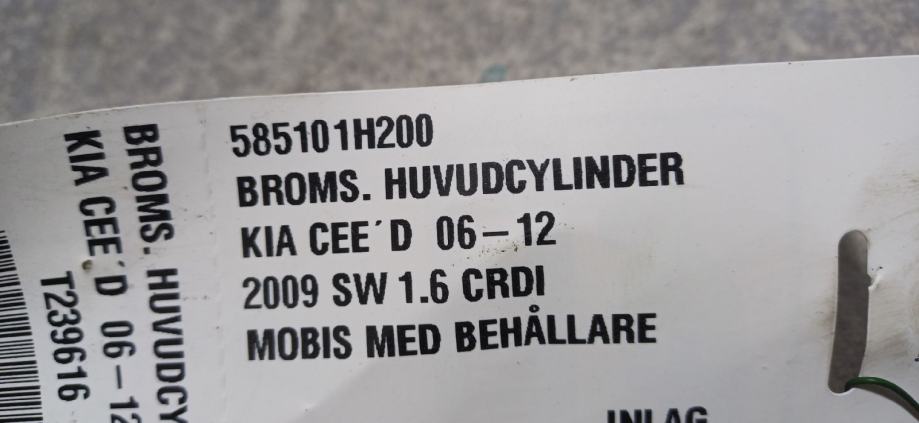 585101H200
BROMS. HUVUDCYLINDER
KIA CEE´D 06–12
2009 SW 1.6 CRDI
MOBIS MED BEHÅLLARE
INLAG
BROMS. HUVUDCY
KIA CEE´D 06–12
T239616